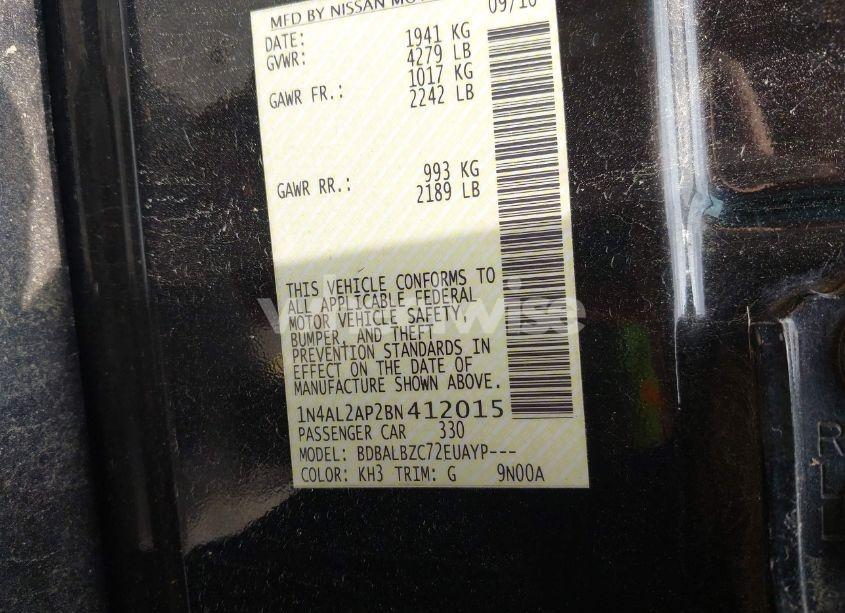 MFD BY NISSAN MOT 09/10
DATE: 1941 KG
GVWR: 4279 LB
GAWR FR.: 1017 KG
2242 LB
GAWR RR.: 993 KG
2189 LB
THIS VEHICLE CONFORMS TO
ALL APPLICABLE FEDERAL
MOTOR VEHICLE SAFETY,
BUMPER, AND THEFT
PREVENTION STANDARDS IN
EFFECT ON THE DATE OF
MANUFACTURE SHOWN ABOVE.
1N4AL2AP2BN412015
PASSENGER CAR 330
MODEL: BDBALBZC72EUAYP---
COLOR: KH3 TRIM: G 9N00A